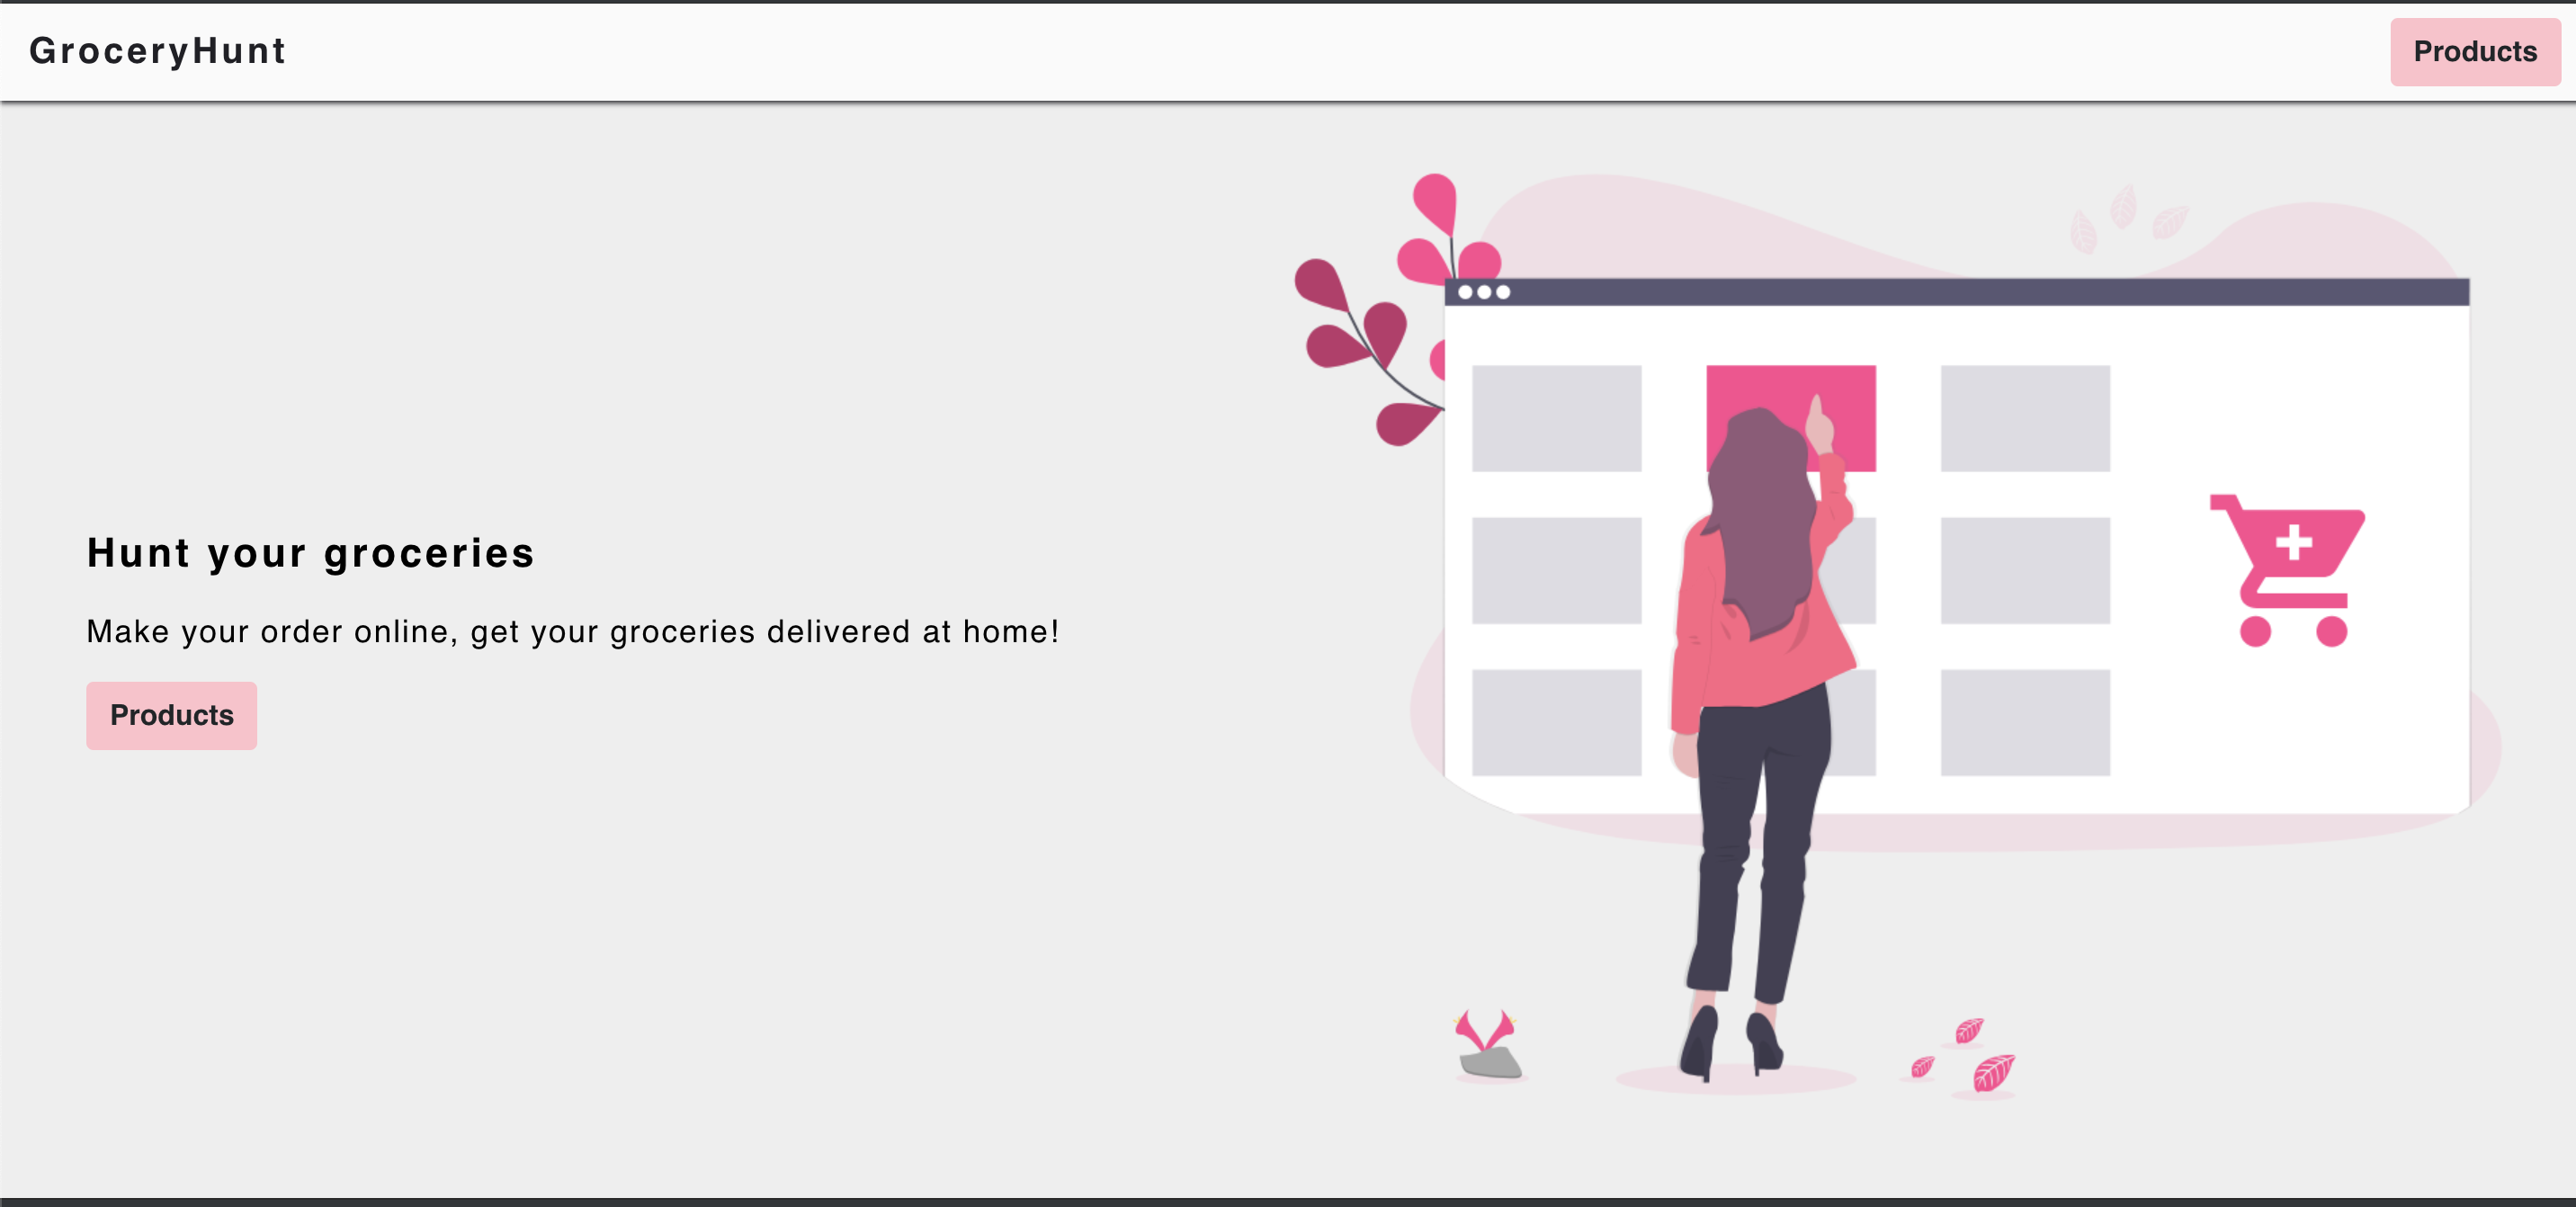 GroceryHunt
Products
Hunt your groceries
Make your order online, get your groceries delivered at home!
Products